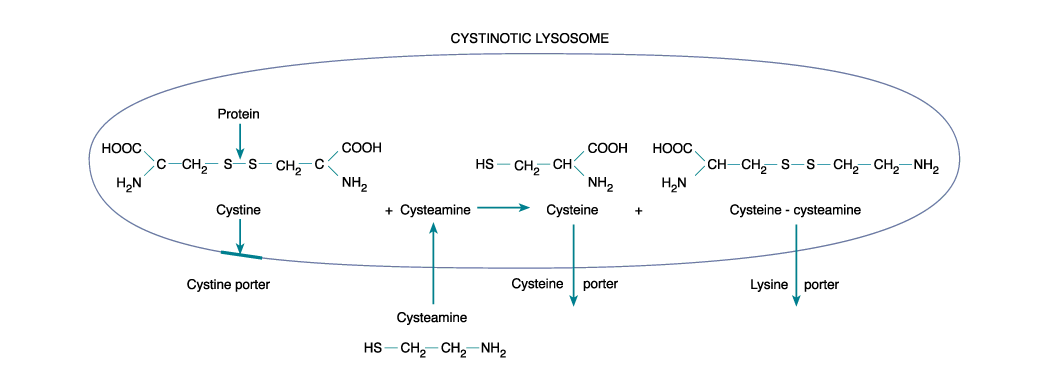 CYSTINOTIC LYSOSOME
Protein
HOOC COOH COOH HOOC
C—CH₂—S—S—CH₂—C HS—CH₂—CH CH—CH₂—S—S—CH₂—CH₂—NH₂
H₂N NH₂ NH₂ H₂N
Cystine + Cysteamine Cysteine + Cysteine - cysteamine
Cystine porter Cysteine porter Lysine porter
Cysteamine
HS—CH₂—CH₂—NH₂